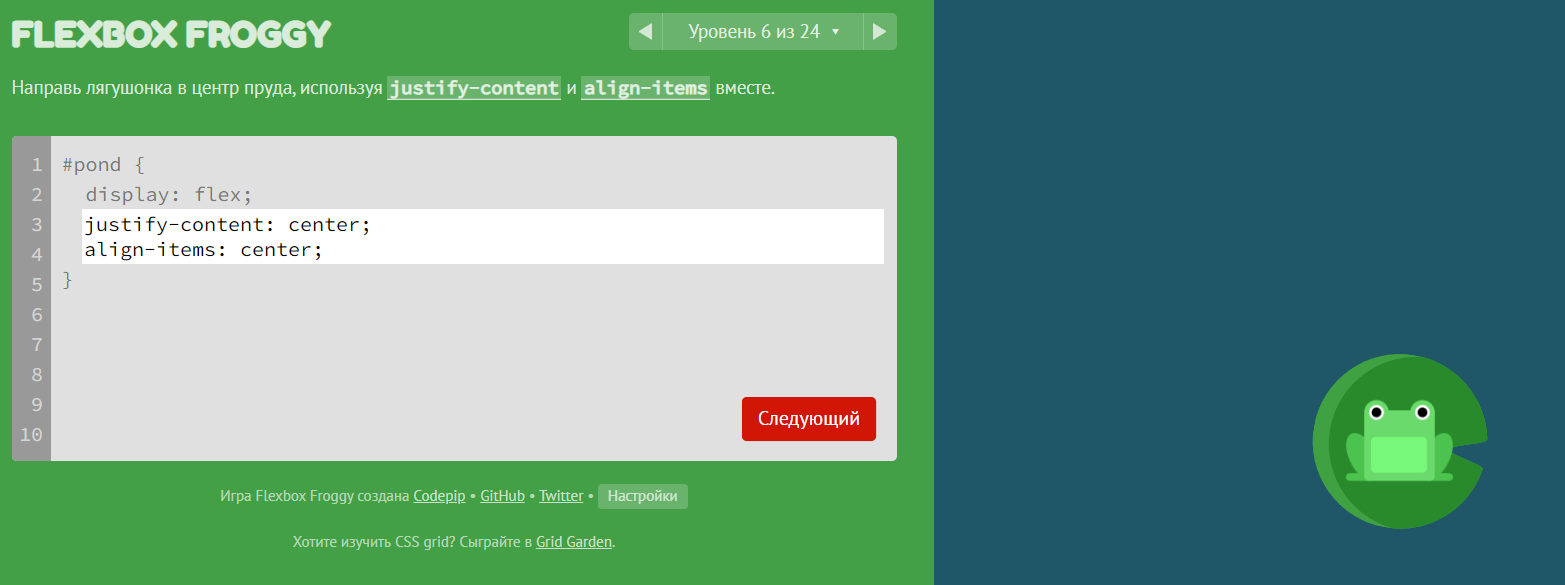 FLEXBOX FROGGY
Уровень 6 из 24
Направь лягушонка в центр пруда, используя justify-content и align-items вместе.
1 #pond {
2 display: flex;
3 justify-content: center;
4 align-items: center;
5 }
6
7
8
9
10
Следующий
Игра Flexbox Froggy создана Codepip • GitHub • Twitter • Настройки
Хотите изучить CSS grid? Сыграйте в Grid Garden.